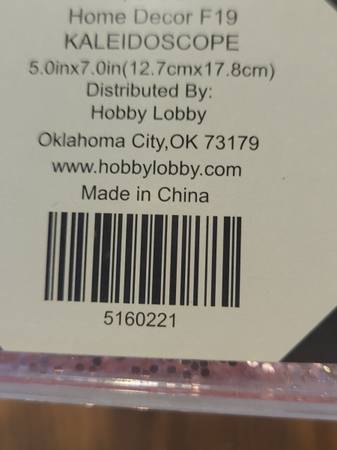 Home Decor F19
KALEIDOSCOPE
5.0inx7.0in(12.7cmx17.8cm)
Distributed By:
Hobby Lobby
Oklahoma City,OK 73179
www.hobbylobby.com
Made in China
5160221